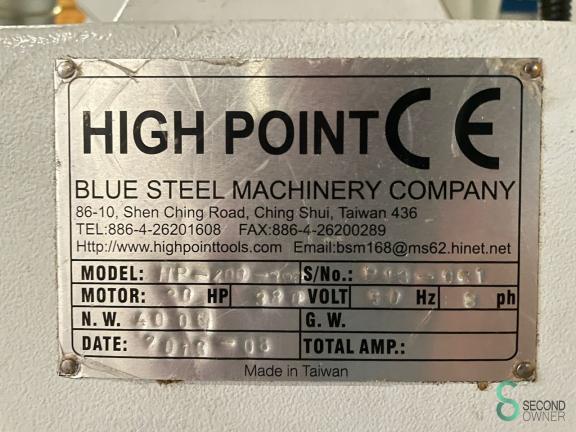 HIGH POINT CE
BLUE STEEL MACHINERY COMPANY
86-10, Shen Ching Road, Ching Shui, Taiwan 436
TEL:886-4-26201608 FAX:886-4-26200289
Http://www.highpointtools.com Email:bsm168@ms62.hinet.net
MODEL: S/No.:
MOTOR: HP 380 VOLT Hz ph
N. W. G. W.
DATE: TOTAL AMP.:
Made in Taiwan
SECOND
OWNER